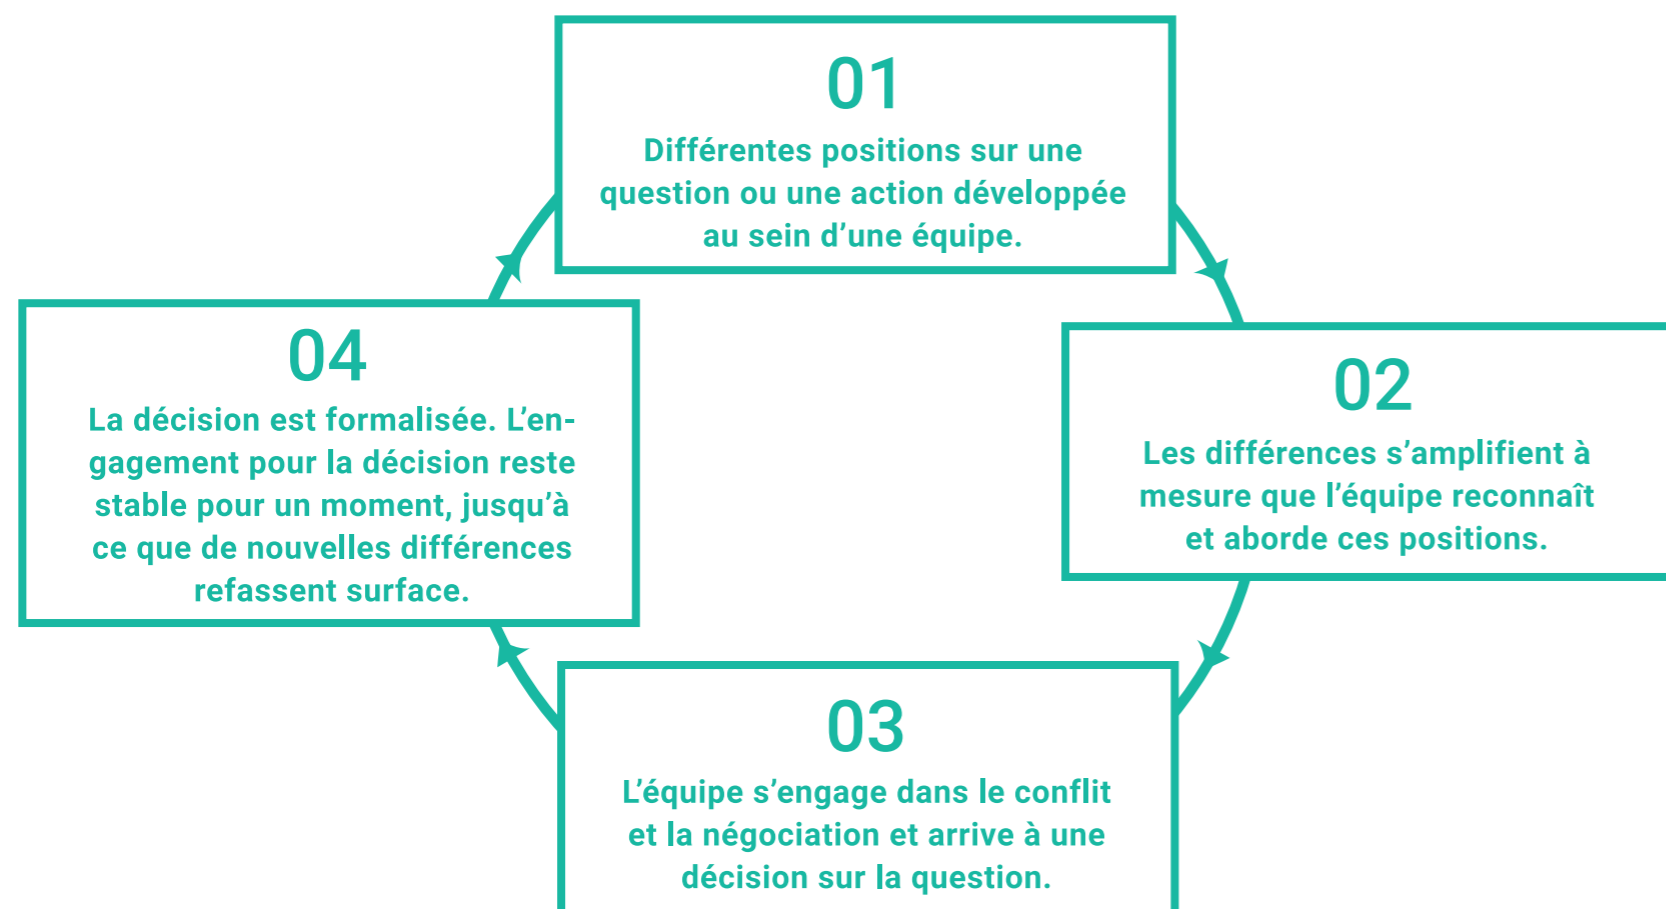 01
Différentes positions sur une
question ou une action développée
au sein d’une équipe.
02
Les différences s’amplifient à
mesure que l’équipe reconnaît
et aborde ces positions.
03
L’équipe s’engage dans le conflit
et la négociation et arrive à une
décision sur la question.
04
La décision est formalisée. L’en-
gagement pour la décision reste
stable pour un moment, jusqu’à
ce que de nouvelles différences
refassent surface.